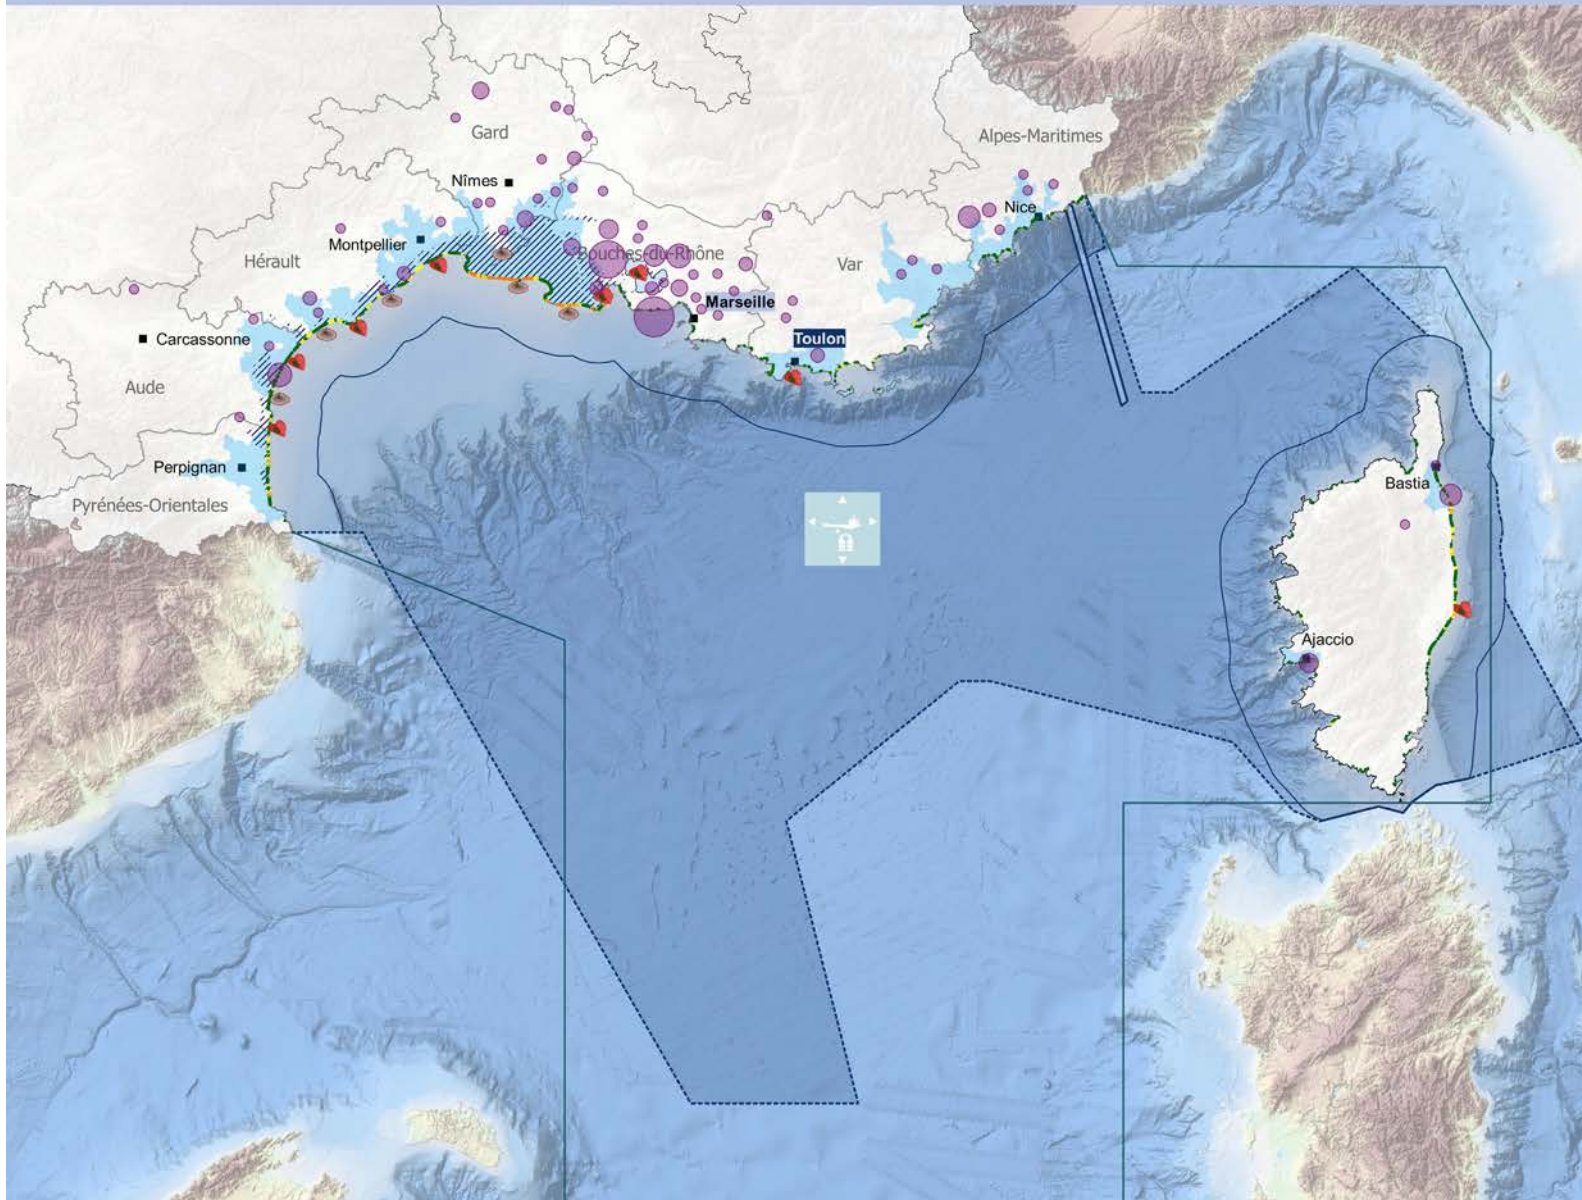 Gard
Alpes-Maritimes
Nîmes
Nice
Montpellier
Hérault
Bouches-du-Rhône
Var
Marseille
Carcassonne
Toulon
Aude
Perpignan
Bastia
Pyrénées-Orientales
Ajaccio